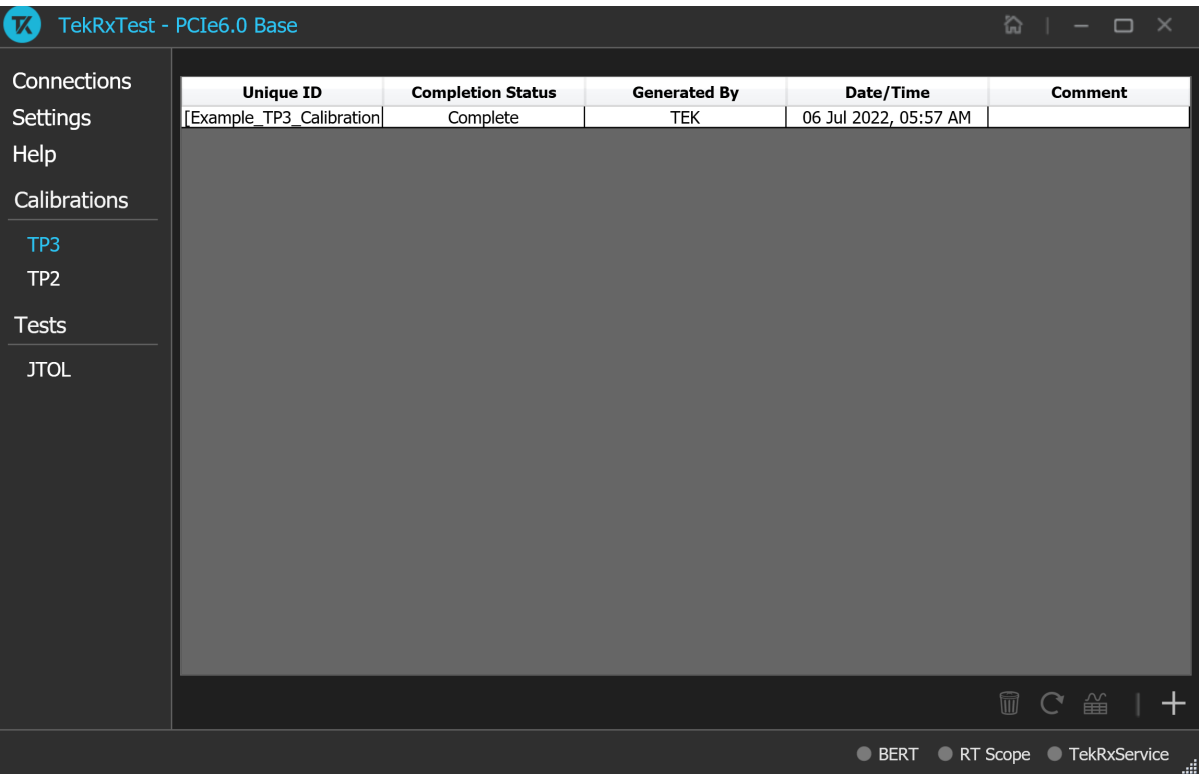 TekRxTest - PCIe6.0 Base
Connections
Settings
Help
Calibrations
TP3
TP2
Tests
JTOL
Unique ID Completion Status Generated By Date/Time Comment
[Example_TP3_Calibration Complete TEK 06 Jul 2022, 05:57 AM
BERT RT Scope TekRxService